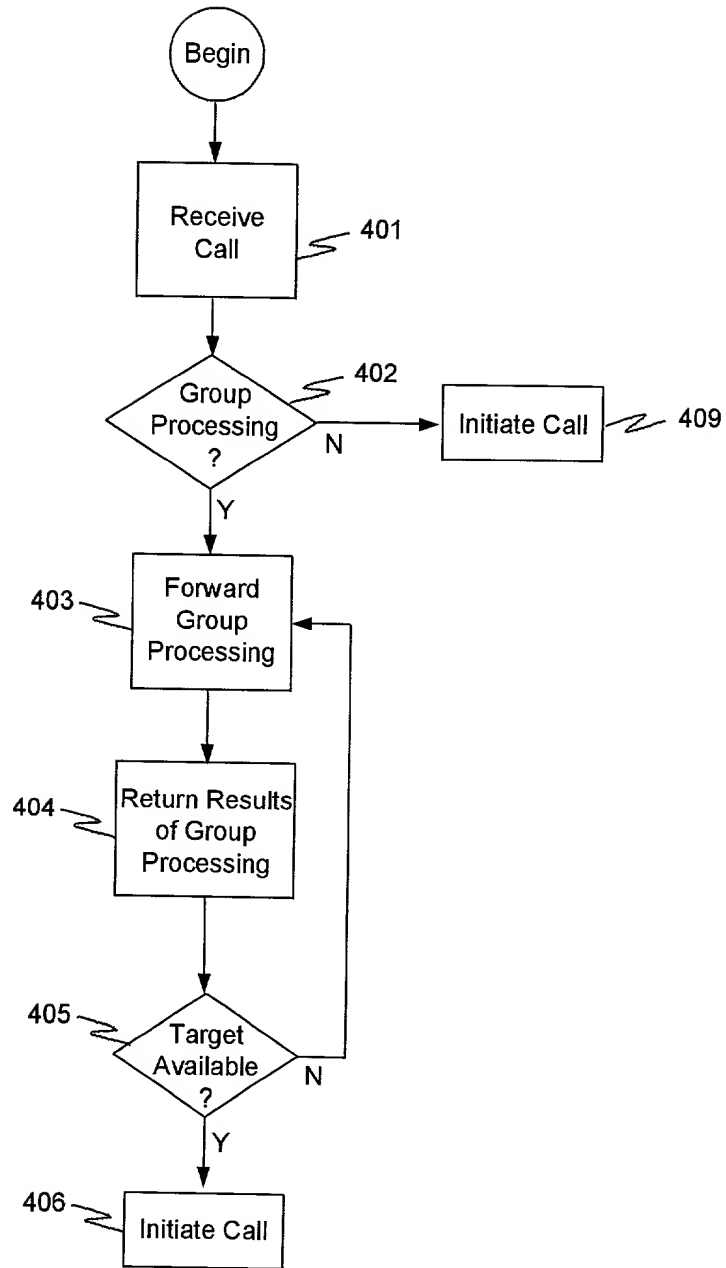 Begin
Receive
Call
401
Group
Processing
?
402
N
Initiate Call
409
Y
403
Forward
Group
Processing
404
Return Results
of Group
Processing
405
Target
Available
?
N
Y
406
Initiate Call